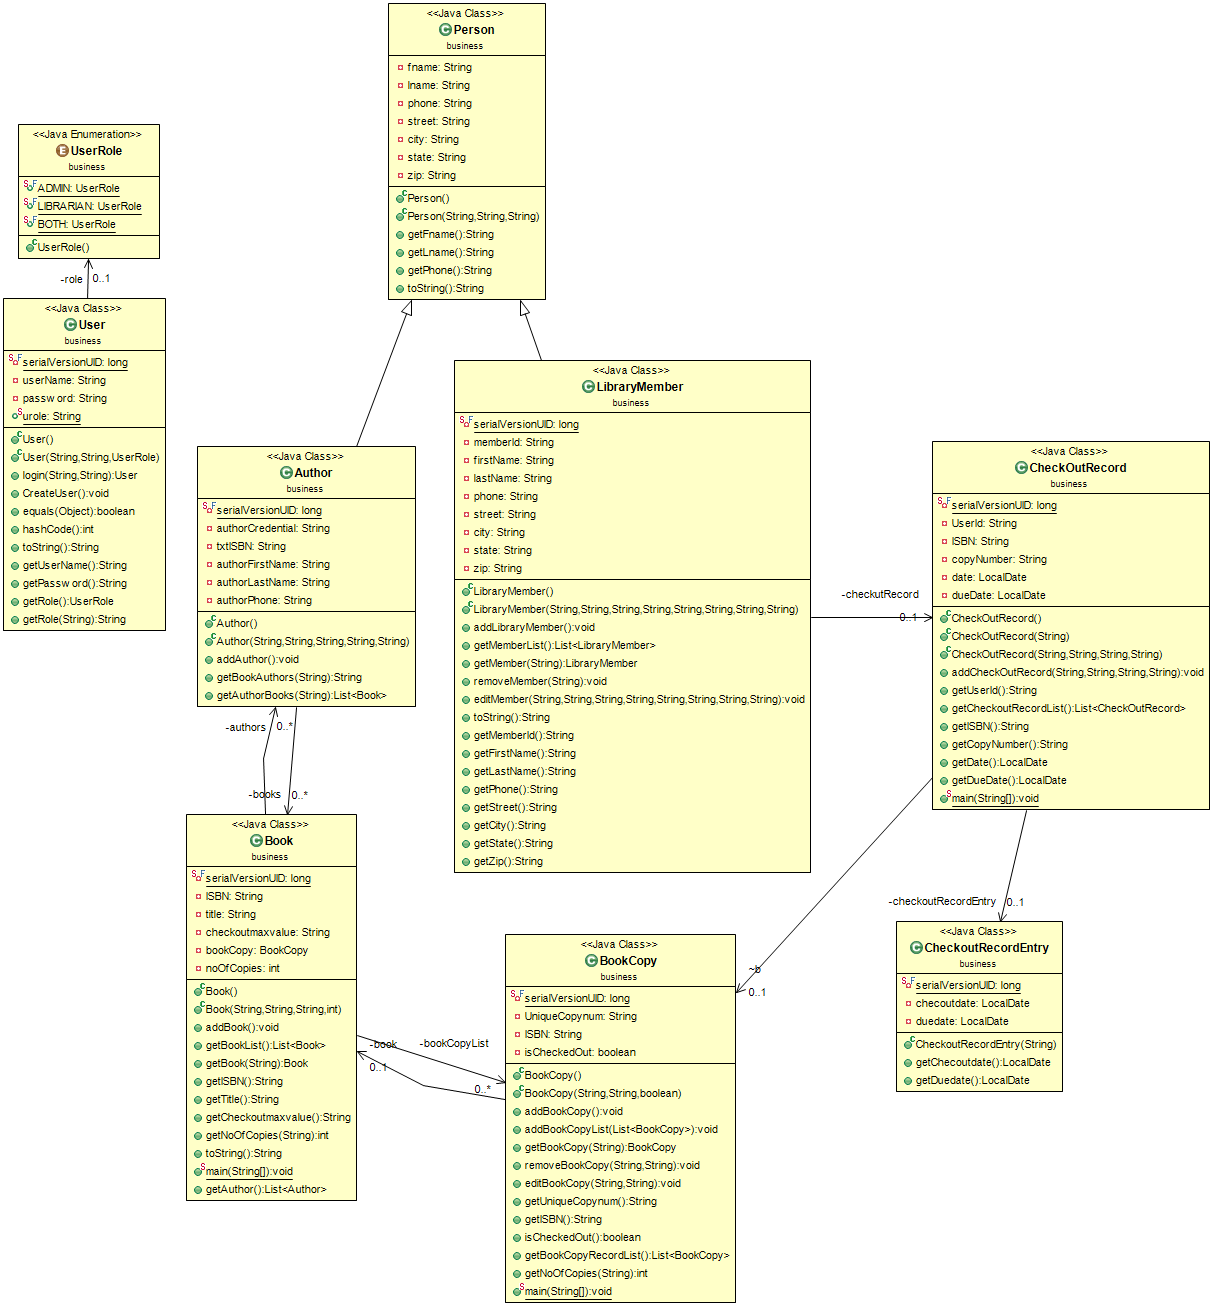 <<Java Class>>
Person
business
fname: String
lname: String
phone: String
street: String
city: String
state: String
zip: String
Person()
Person(String,String,String)
getFname():String
getLname():String
getPhone():String
toString():String
<<Java Enumeration>>
UserRole
business
ADMIN: UserRole
LIBRARIAN: UserRole
BOTH: UserRole
UserRole()
-role
0..1
<<Java Class>>
User
business
serialVersionUID: long
userName: String
password: String
urole: String
User()
User(String,String,UserRole)
login(String,String):User
CreateUser():void
equals(Object):boolean
hashCode():int
toString():String
getUserName():String
getPassword():String
getRole():UserRole
getRole(String):String
<<Java Class>>
LibraryMember
business
serialVersionUID: long
memberId: String
firstName: String
lastName: String
phone: String
street: String
city: String
state: String
zip: String
LibraryMember()
LibraryMember(String,String,String,String,String,String,String,String)
addLibraryMember():void
getMemberList():List<LibraryMember>
getMember(String):LibraryMember
removeMember(String):void
editMember(String,String,String,String,String,String,String,String):void
toString():String
getMemberId():String
getFirstName():String
getLastName():String
getPhone():String
getStreet():String
getCity():String
getState():String
getZip():String
<<Java Class>>
Author
business
serialVersionUID: long
authorCredential: String
txtISBN: String
authorFirstName: String
authorLastName: String
authorPhone: String
Author()
Author(String,String,String,String,String)
addAuthor():void
getBookAuthors(String):String
getAuthorBooks(String):List<Book>
-checkutRecord
0..1
<<Java Class>>
CheckOutRecord
business
serialVersionUID: long
UserId: String
ISBN: String
copyNumber: String
date: LocalDate
dueDate: LocalDate
CheckOutRecord()
CheckOutRecord(String)
CheckOutRecord(String,String,String,String)
addCheckOutRecord(String,String,String,String):void
getUserId():String
getCheckoutRecordList():List<CheckOutRecord>
getISBN():String
getCopyNumber():String
getDate():LocalDate
getDueDate():LocalDate
main(String[]):void
-authors
0..*
-books
0..*
<<Java Class>>
Book
business
serialVersionUID: long
ISBN: String
title: String
checkoutmaxvalue: String
bookCopy: BookCopy
noOfCopies: int
Book()
Book(String,String,String,int)
addBook():void
getBookList():List<Book>
getBook(String):Book
getISBN():String
getTitle():String
getCheckoutmaxvalue():String
getNoOfCopies(String):int
toString():String
main(String[]):void
getAuthor():List<Author>
-book
0..1
-bookCopyList
0..*
<<Java Class>>
BookCopy
business
serialVersionUID: long
UniqueCopynum: String
ISBN: String
isCheckedOut: boolean
BookCopy()
BookCopy(String,String,boolean)
addBookCopy():void
addBookCopyList(List<BookCopy>):void
getBookCopy(String):BookCopy
removeBookCopy(String,String):void
editBookCopy(String,String):void
getUniqueCopynum():String
getISBN():String
isCheckedOut():boolean
getBookCopyRecordList():List<BookCopy>
getNoOfCopies(String):int
main(String[]):void
~b
0..1
-checkoutRecordEntry
0..1
<<Java Class>>
CheckoutRecordEntry
business
serialVersionUID: long
checoutdate: LocalDate
duedate: LocalDate
CheckoutRecordEntry(String)
getChecoutdate():LocalDate
getDuedate():LocalDate